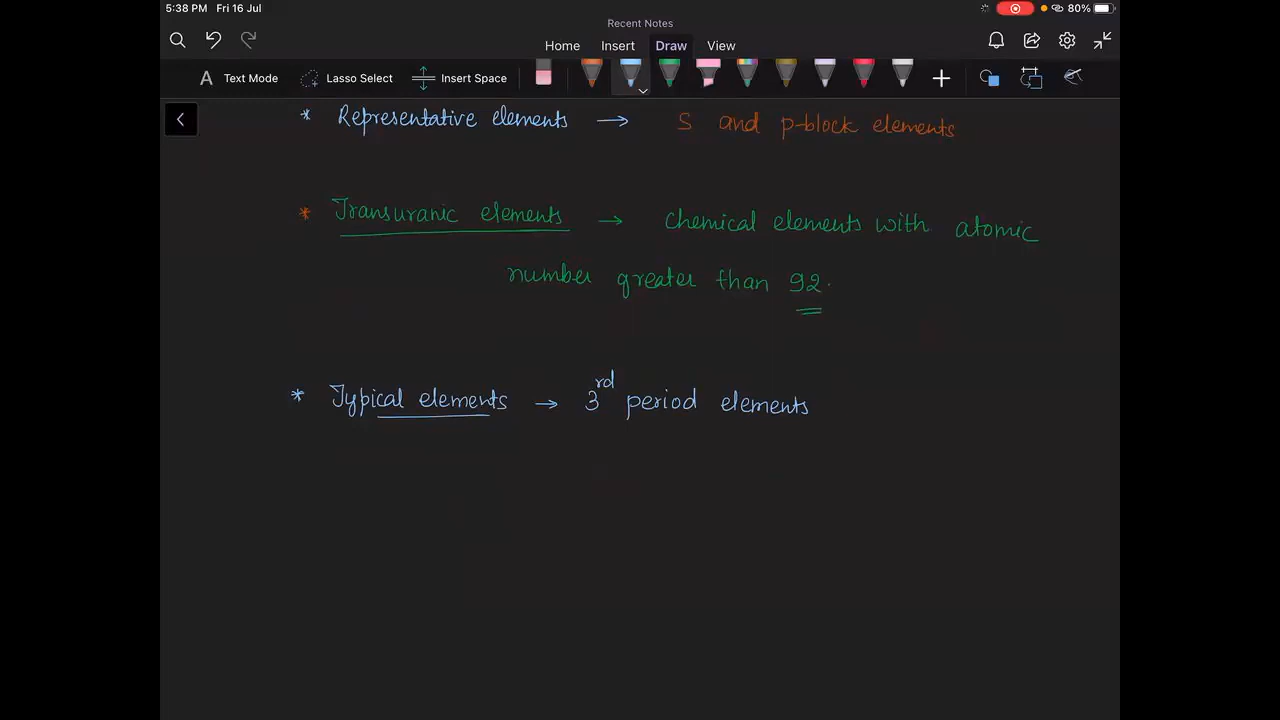 5:38 PM Fri 16 Jul 80%
Recent Notes
Home Insert Draw View
Text Mode Lasso Select Insert Space
* Representative elements → S and p-block elements
* Transuranic elements → Chemical elements with atomic
number greater than 92.
* Typical elements → 3rd period elements